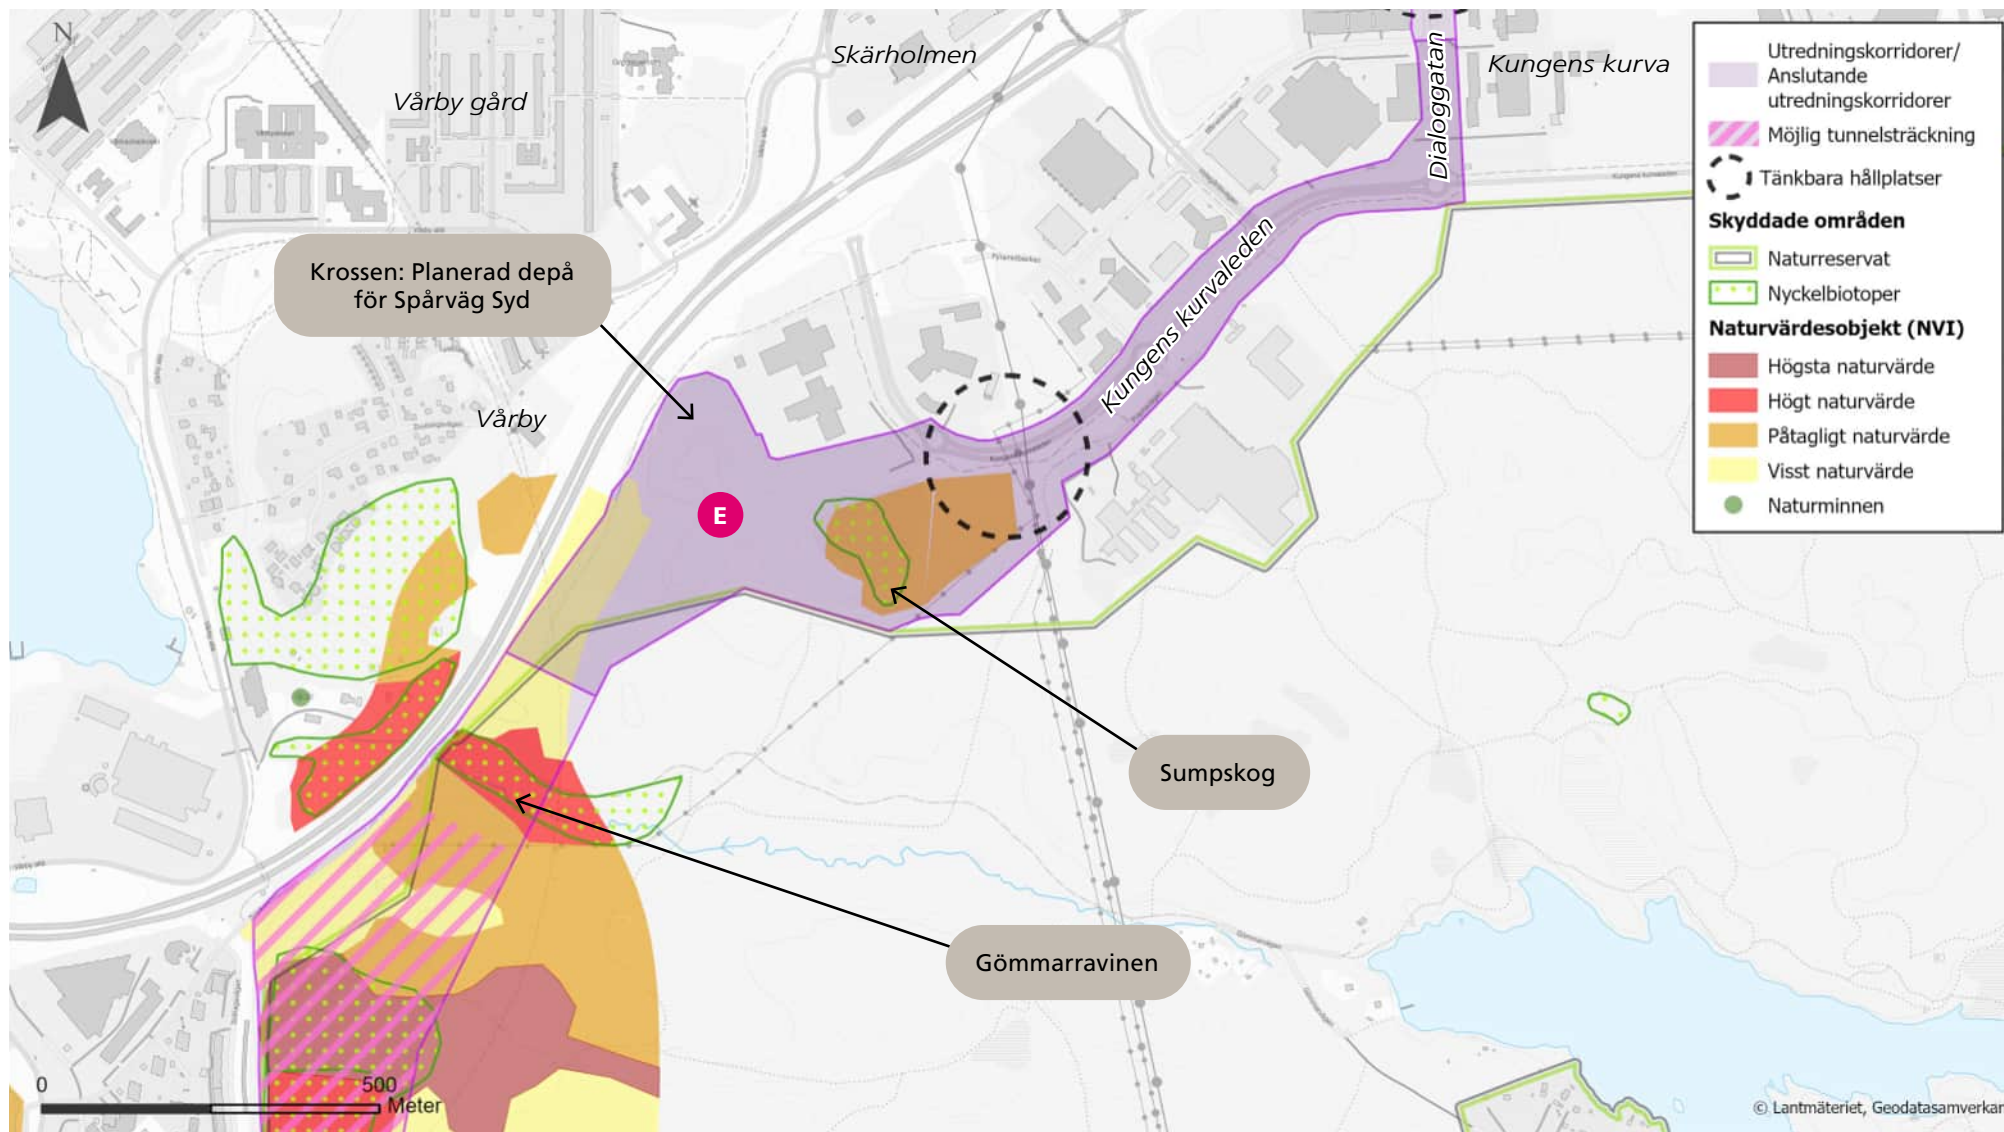 N
Skärholmen
Vårby gård
Dialoggatan
Kungens kurva
Krossen: Planerad depå
för Spårväg Syd
Kungens kurvaleden
Vårby
E
Sumpskog
Gömmarravinen
0
500
Meter
Utredningskorridorer/
Anslutande
utredningskorridorer
Möjlig tunnelsträckning
Tänkbara hållplatser
Skyddade områden
Naturreservat
Nyckelbiotoper
Naturvärdesobjekt (NVI)
Högsta naturvärde
Högt naturvärde
Påtagligt naturvärde
Visst naturvärde
Naturminnen
© Lantmäteriet, Geodatasamverkan